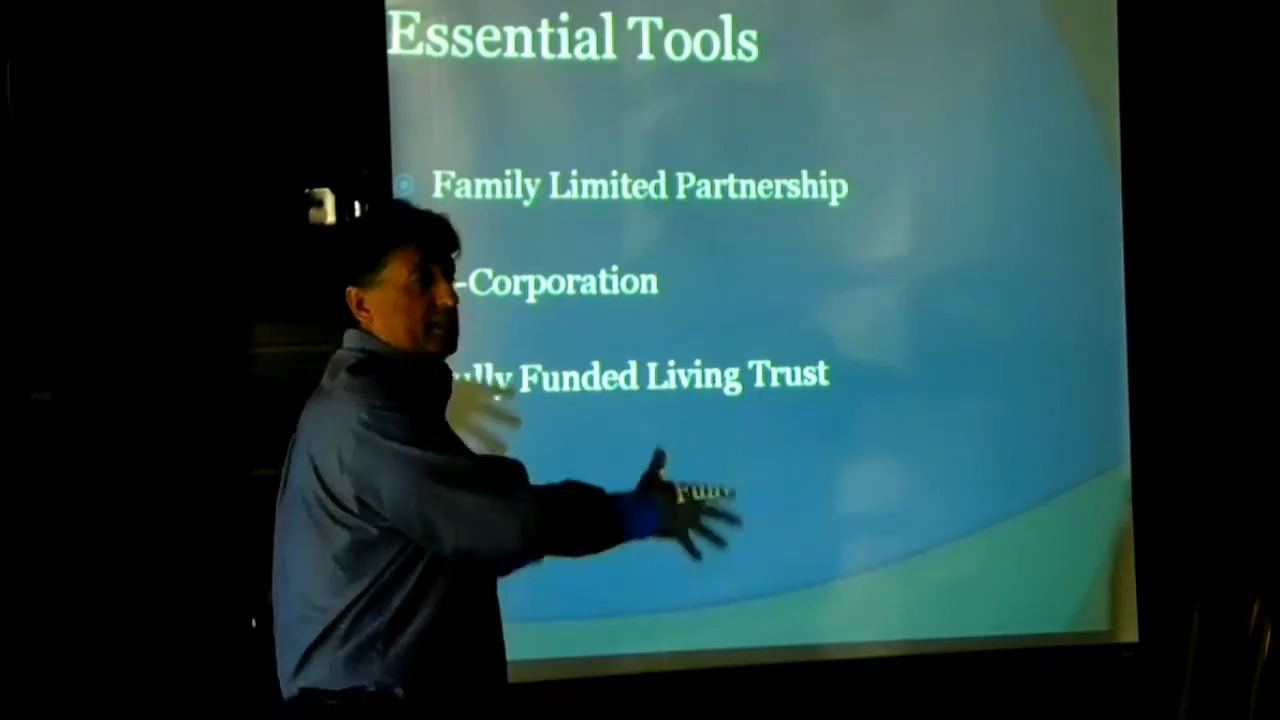 Essential Tools
Family Limited Partnership
-Corporation
Funded Living Trust